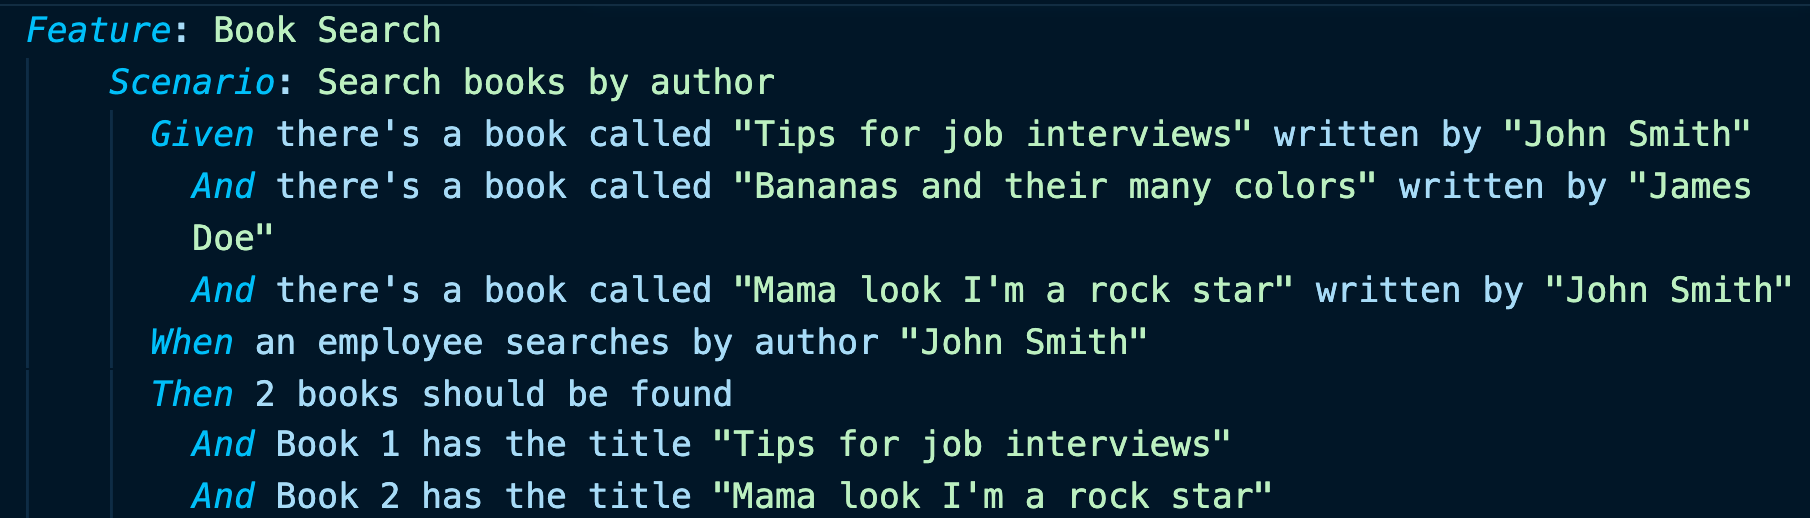 Feature: Book Search
Scenario: Search books by author
Given there's a book called "Tips for job interviews" written by "John Smith"
And there's a book called "Bananas and their many colors" written by "James
Doe"
And there's a book called "Mama look I'm a rock star" written by "John Smith"
When an employee searches by author "John Smith"
Then 2 books should be found
And Book 1 has the title "Tips for job interviews"
And Book 2 has the title "Mama look I'm a rock star"